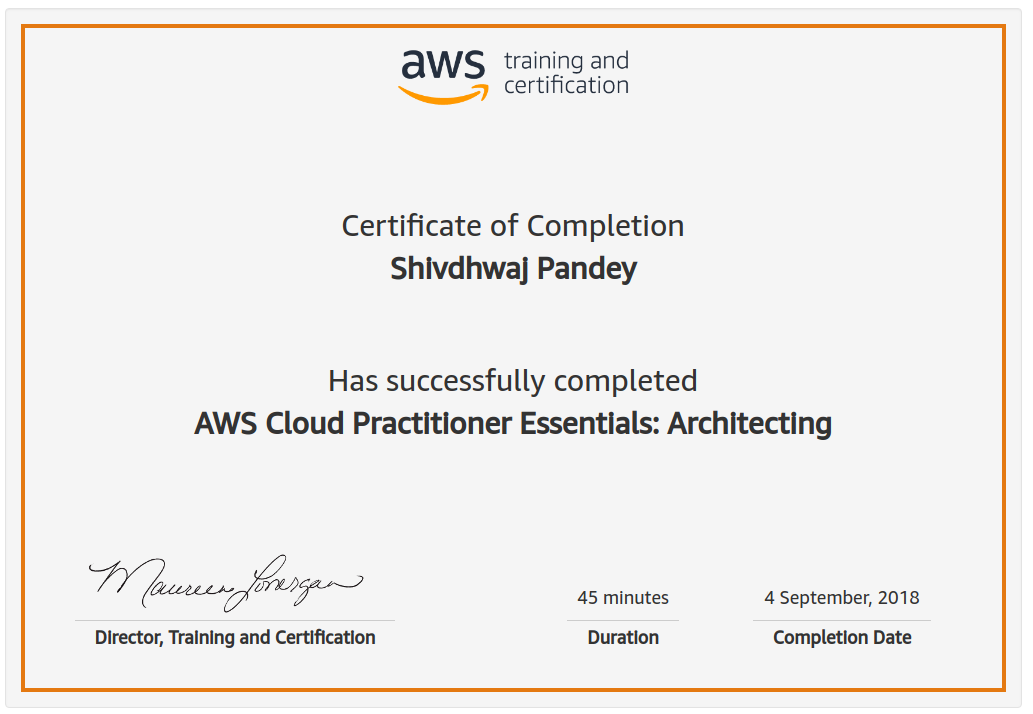 aws training and
certification
Certificate of Completion
Shivdhwaj Pandey
Has successfully completed
AWS Cloud Practitioner Essentials: Architecting
Maureen Lonergan
Director, Training and Certification
45 minutes
Duration
4 September, 2018
Completion Date